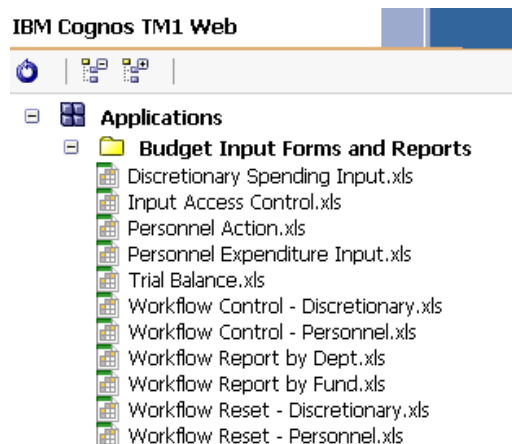 IBM Cognos TM1 Web
Applications
Budget Input Forms and Reports
Discretionary Spending Input.xls
Input Access Control.xls
Personnel Action.xls
Personnel Expenditure Input.xls
Trial Balance.xls
Workflow Control - Discretionary.xls
Workflow Control - Personnel.xls
Workflow Report by Dept.xls
Workflow Report by Fund.xls
Workflow Reset - Discretionary.xls
Workflow Reset - Personnel.xls